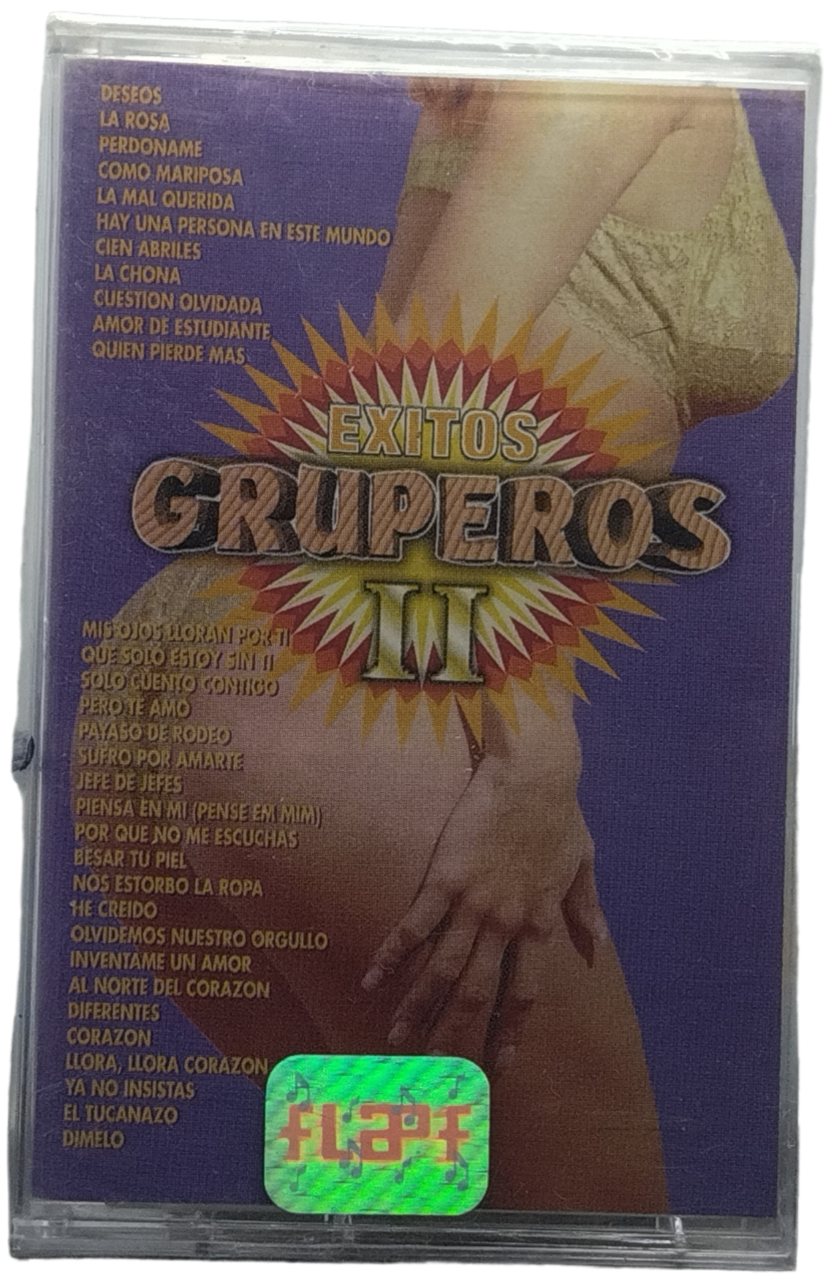 DESEOS
LA ROSA
PERDONAME
COMO MARIPOSA
LA MAL QUERIDA
HAY UNA PERSONA EN ESTE MUNDO
CIEN ABRILES
LA CHONA
CUESTION OLVIDADA
AMOR DE ESTUDIANTE
QUIEN PIERDE MAS
EXITOS
GRUPEROS
II
MIS OJOS LLORAN POR TI
QUE SOLO ESTOY SIN TI
SOLO CUENTO CONTIGO
PERO TE AMO
PAYASO DE RODEO
SUFRO POR AMARTE
JEFE DE JEFES
PIENSA EN MI (PENSE EM MIM)
POR QUE NO ME ESCUCHAS
BESAR TU PIEL
NOS ESTORBO LA ROPA
HE CREIDO
OLVIDEMOS NUESTRO ORGULLO
INVENTAME UN AMOR
AL NORTE DEL CORAZON
DIFERENTES
CORAZON
LLORA, LLORA CORAZON
YA NO INSISTAS
EL TUCANAZO
DIMELO
FLAPF